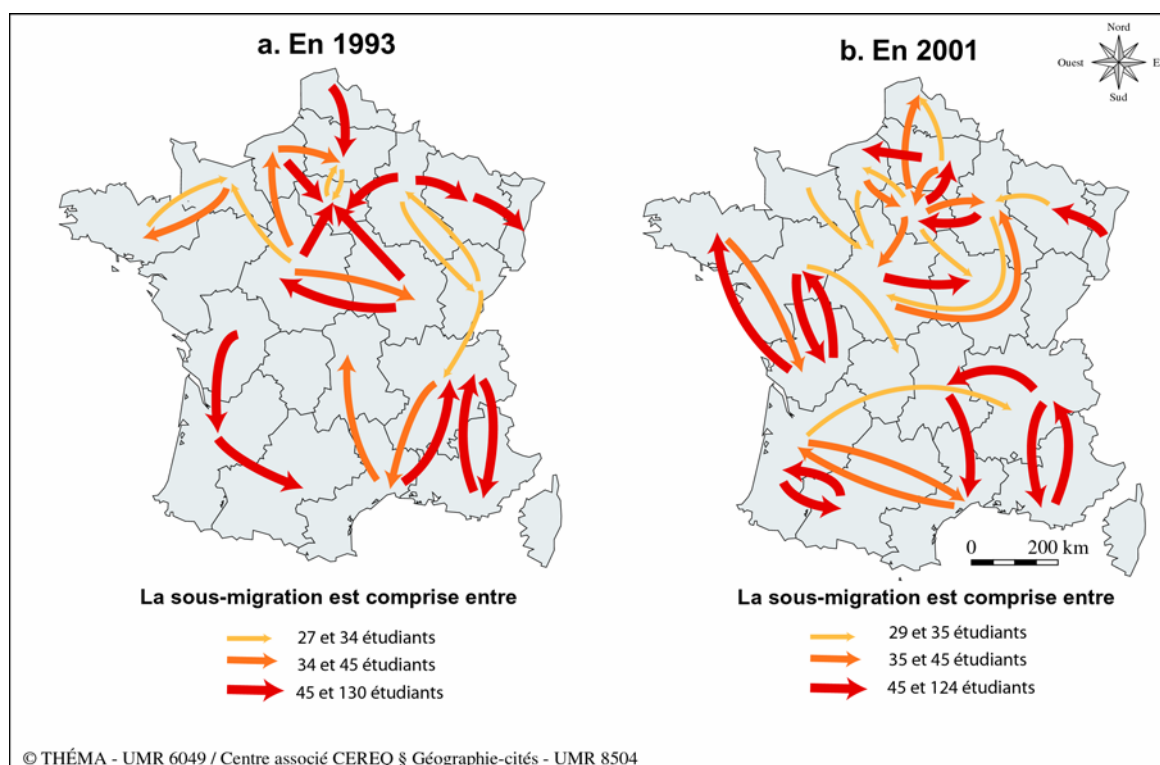 a. En 1993
b. En 2001
Nord
Ouest
E
Sud
0 200 km
La sous-migration est comprise entre
27 et 34 étudiants
34 et 45 étudiants
45 et 130 étudiants
La sous-migration est comprise entre
29 et 35 étudiants
35 et 45 étudiants
45 et 124 étudiants
© THÉMA - UMR 6049 / Centre associé CEREQ § Géographie-cités - UMR 8504